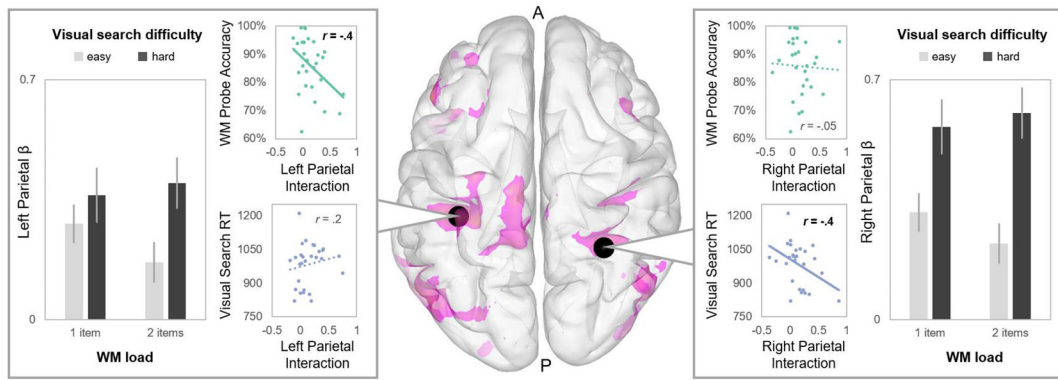 Visual search difficulty
easy hard
0.7
Left Parietal β
0
1 item 2 items
WM load
100%
90%
80%
70%
60%
WM Probe Accuracy
r = -.4
-0.5 0 0.5 1
Left Parietal
Interaction
1200
1050
900
750
Visual Search RT
r = .2
-0.5 0 0.5 1
Left Parietal
Interaction
A
P
100%
90%
80%
70%
60%
WM Probe Accuracy
r = -.05
-0.5 0 0.5 1
Right Parietal
Interaction
1200
1050
900
750
Visual Search RT
r = -.4
-0.5 0 0.5 1
Right Parietal
Interaction
Visual search difficulty
easy hard
0.7
Right Parietal β
0
1 item 2 items
WM load